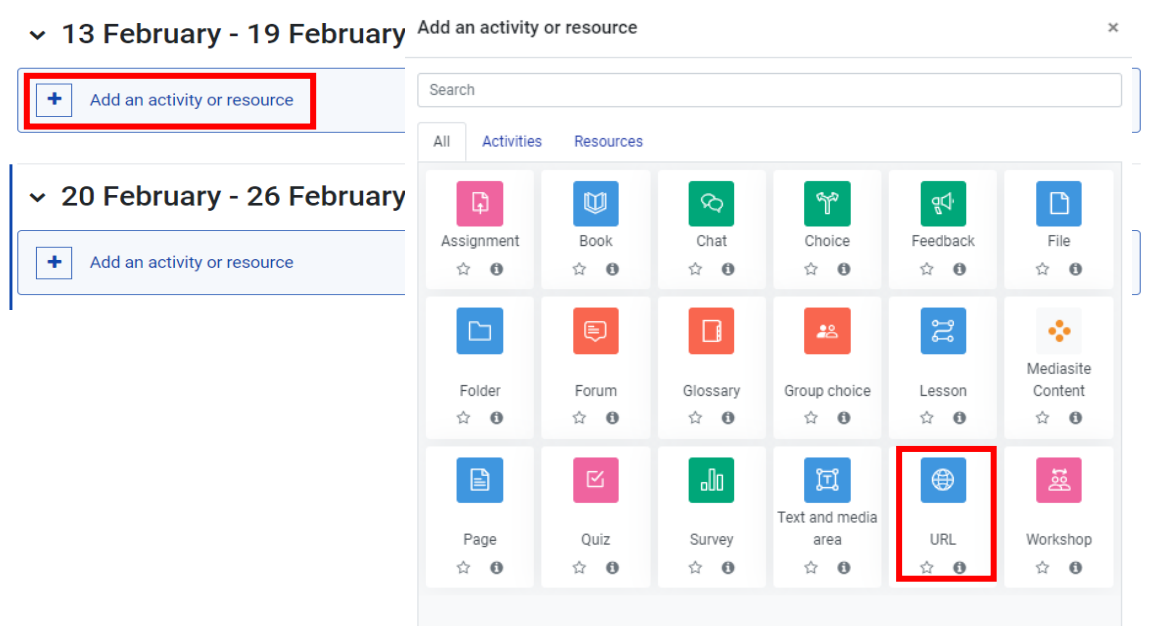 13 February - 19 February
Add an activity or resource
20 February - 26 February
Add an activity or resource
Add an activity or resource ×
Search
All Activities Resources
Assignment Book Chat Choice Feedback File
Folder Forum Glossary Group choice Lesson Mediasite Content
Page Quiz Survey Text and media area URL Workshop